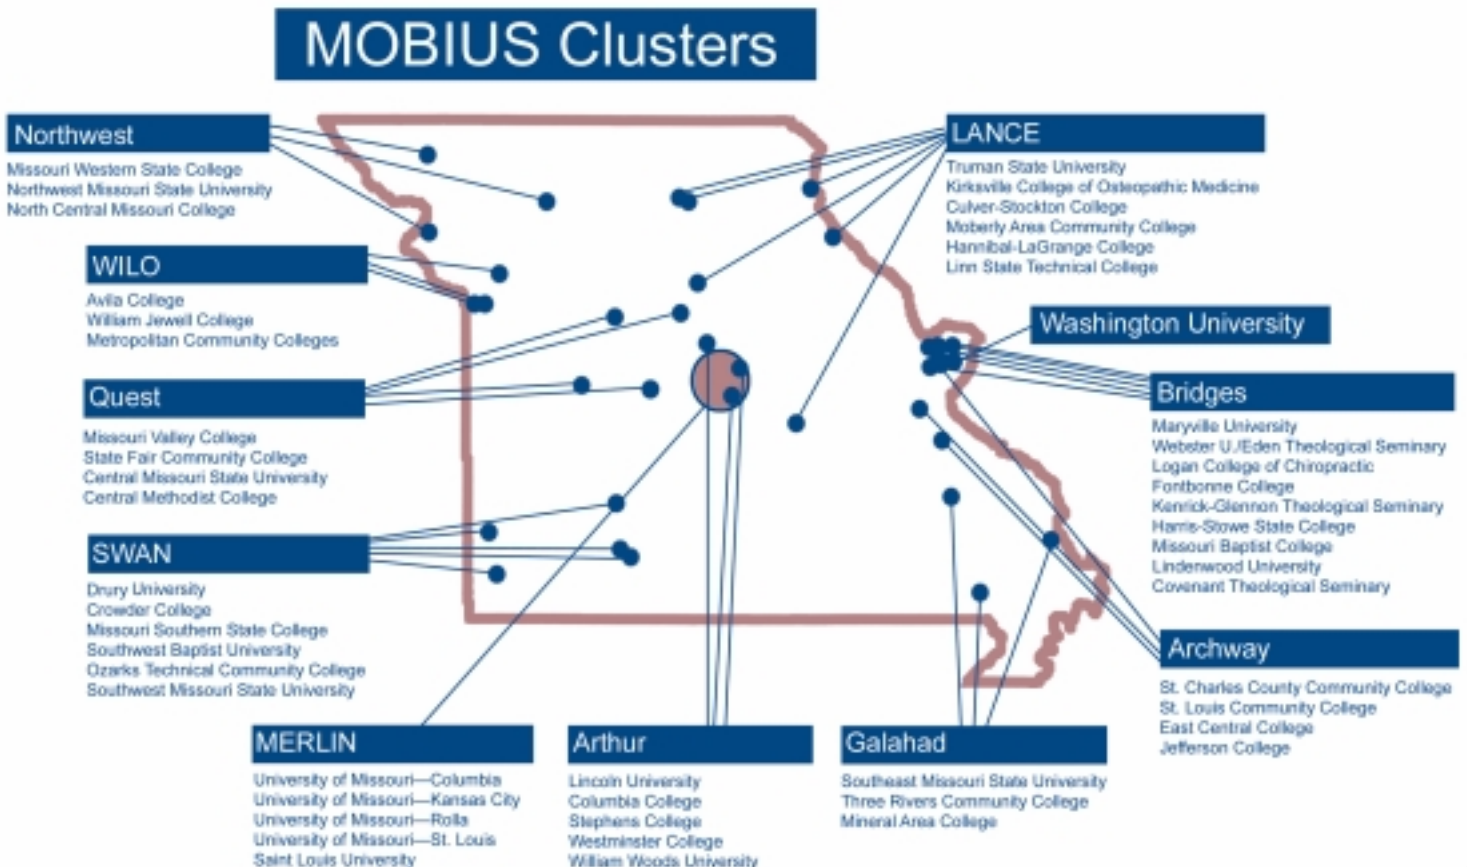 MOBIUS Clusters
Northwest
Missouri Western State College
Northwest Missouri State University
North Central Missouri College
WILO
Avila College
William Jewell College
Metropolitan Community Colleges
Quest
Missouri Valley College
State Fair Community College
Central Missouri State University
Central Methodist College
SWAN
Drury University
Crowder College
Missouri Southern State College
Southwest Baptist University
Ozarks Technical Community College
Southwest Missouri State University
MERLIN
University of Missouri—Columbia
University of Missouri—Kansas City
University of Missouri—Rolla
University of Missouri—St. Louis
Saint Louis University
Arthur
Lincoln University
Columbia College
Stephens College
Westminster College
William Woods University
Galahad
Southeast Missouri State University
Three Rivers Community College
Mineral Area College
LANCE
Truman State University
Kirksville College of Osteopathic Medicine
Culver-Stockton College
Moberly Area Community College
Hannibal-LaGrange College
Linn State Technical College
Washington University
Bridges
Maryville University
Webster U./Eden Theological Seminary
Logan College of Chiropractic
Fontbonne College
Kenrick-Glennon Theological Seminary
Harris-Stowe State College
Missouri Baptist College
Lindenwood University
Covenant Theological Seminary
Archway
St. Charles County Community College
St. Louis Community College
East Central College
Jefferson College